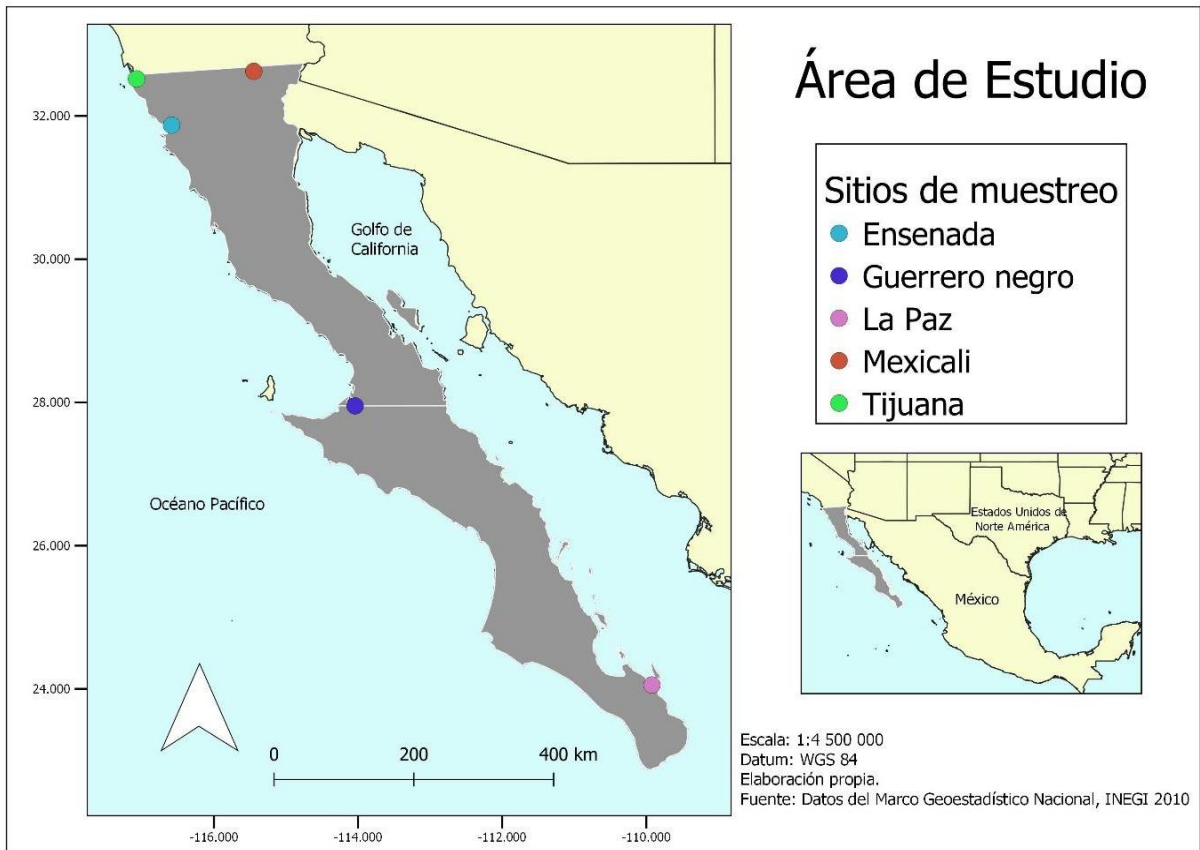 Área de Estudio
Sitios de muestreo
Ensenada
Guerrero negro
La Paz
Mexicali
Tijuana
32.000
30.000
28.000
26.000
24.000
Golfo de
California
Océano Pacífico
0 200 400 km
-116.000 -114.000 -112.000 -110.000
Estados Unidos de
Norte América
México
Escala: 1:4 500 000
Datum: WGS 84
Elaboración propia.
Fuente: Datos del Marco Geoestadístico Nacional, INEGI 2010